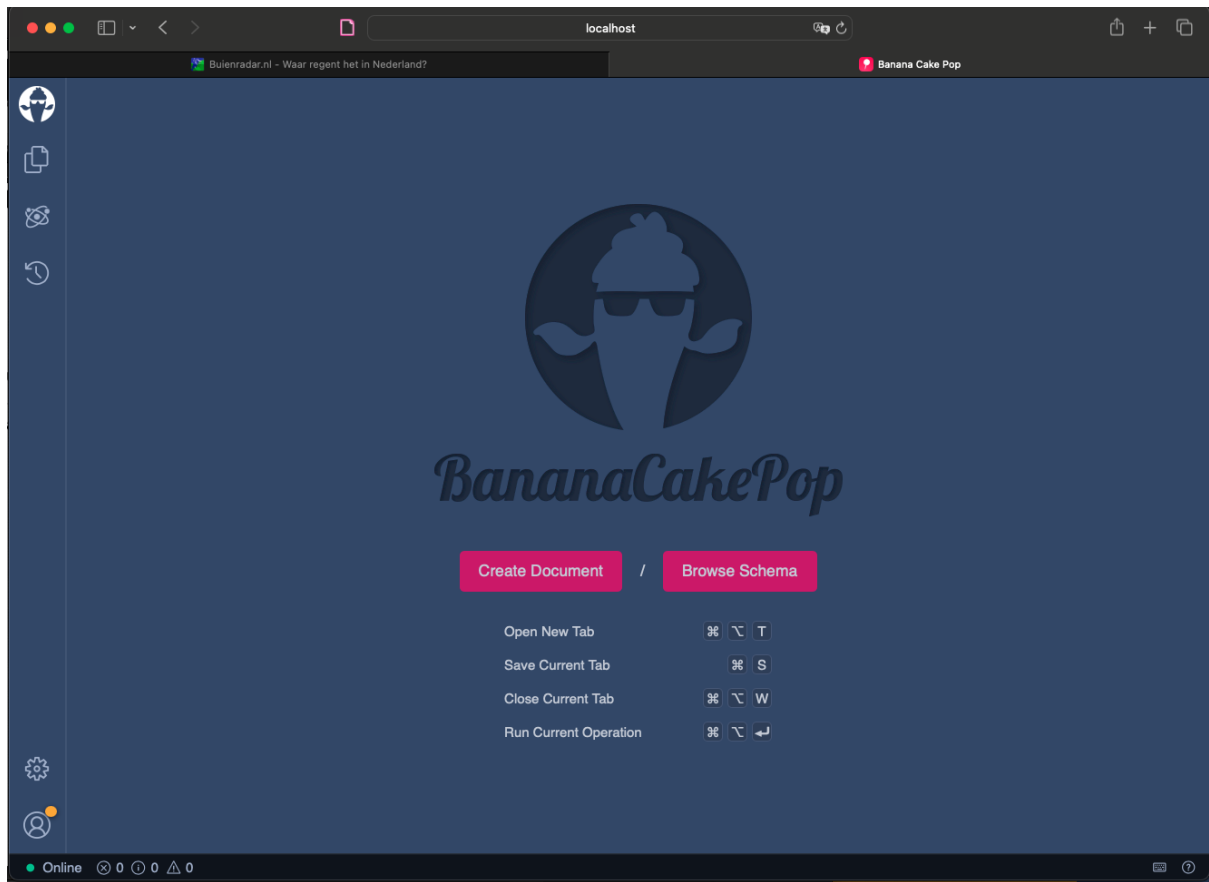 localhost
Buienradar.nl - Waar regent het in Nederland?
Banana Cake Pop
BananaCakePop
Create Document / Browse Schema
Open New Tab ⌘ ⌥ T
Save Current Tab ⌘ S
Close Current Tab ⌘ ⌥ W
Run Current Operation ⌘ ⌥ ↵
Online 0 0 0